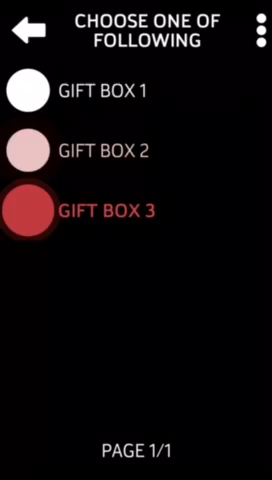 CHOOSE ONE OF
FOLLOWING
GIFT BOX 1
GIFT BOX 2
GIFT BOX 3
PAGE 1/1